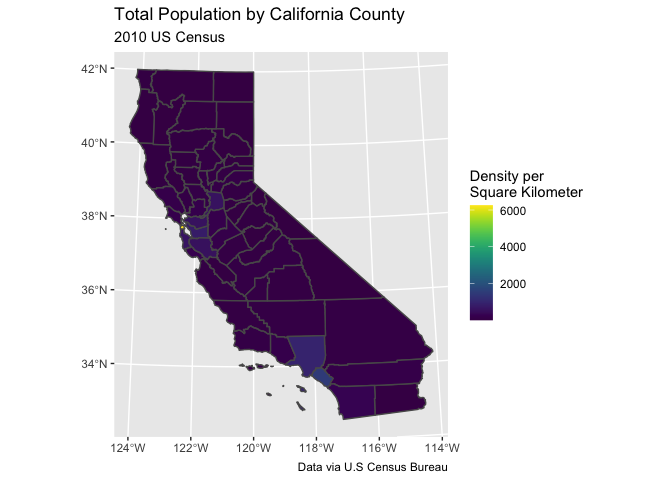 Total Population by California County
2010 US Census
42°N
40°N
38°N
36°N
34°N
124°W
122°W
120°W
118°W
116°W
114°W
Density per
Square Kilometer
6000
4000
2000
Data via U.S Census Bureau